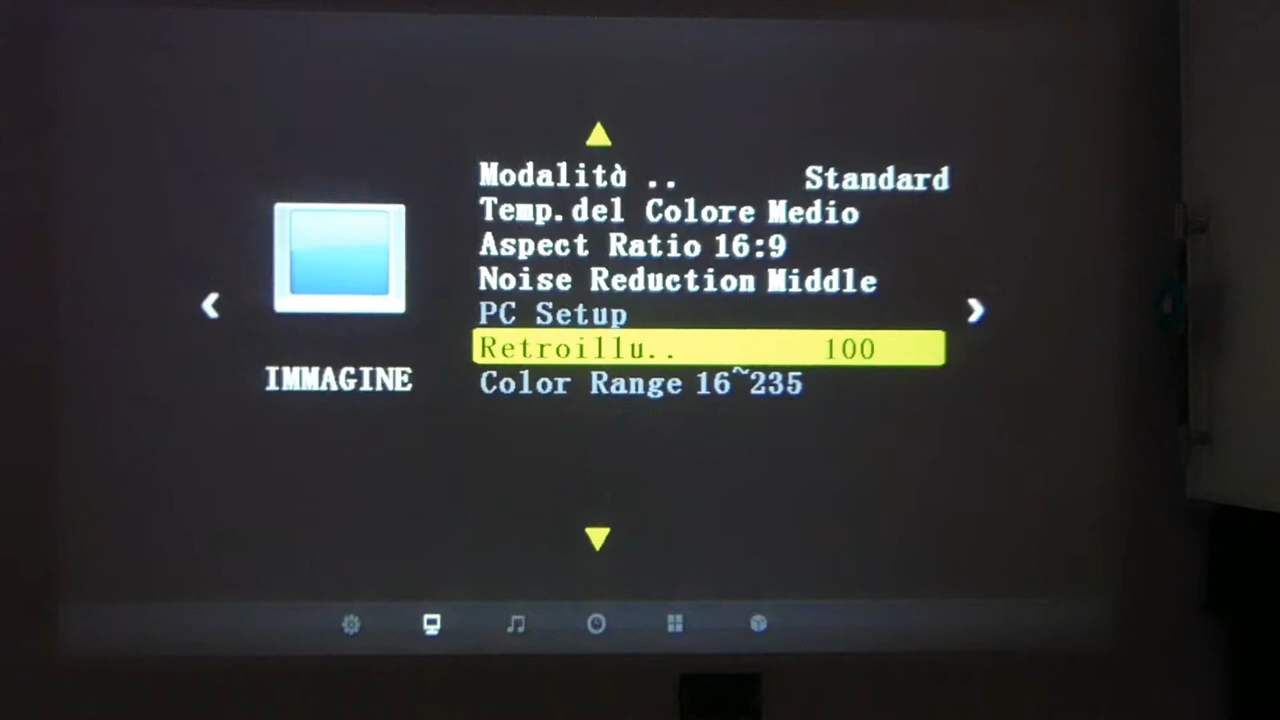 Modalità .. Standard
Temp.del Colore Medio
Aspect Ratio 16:9
Noise Reduction Middle
PC Setup
Retroillu.. 100
Color Range 16~235
IMMAGINE